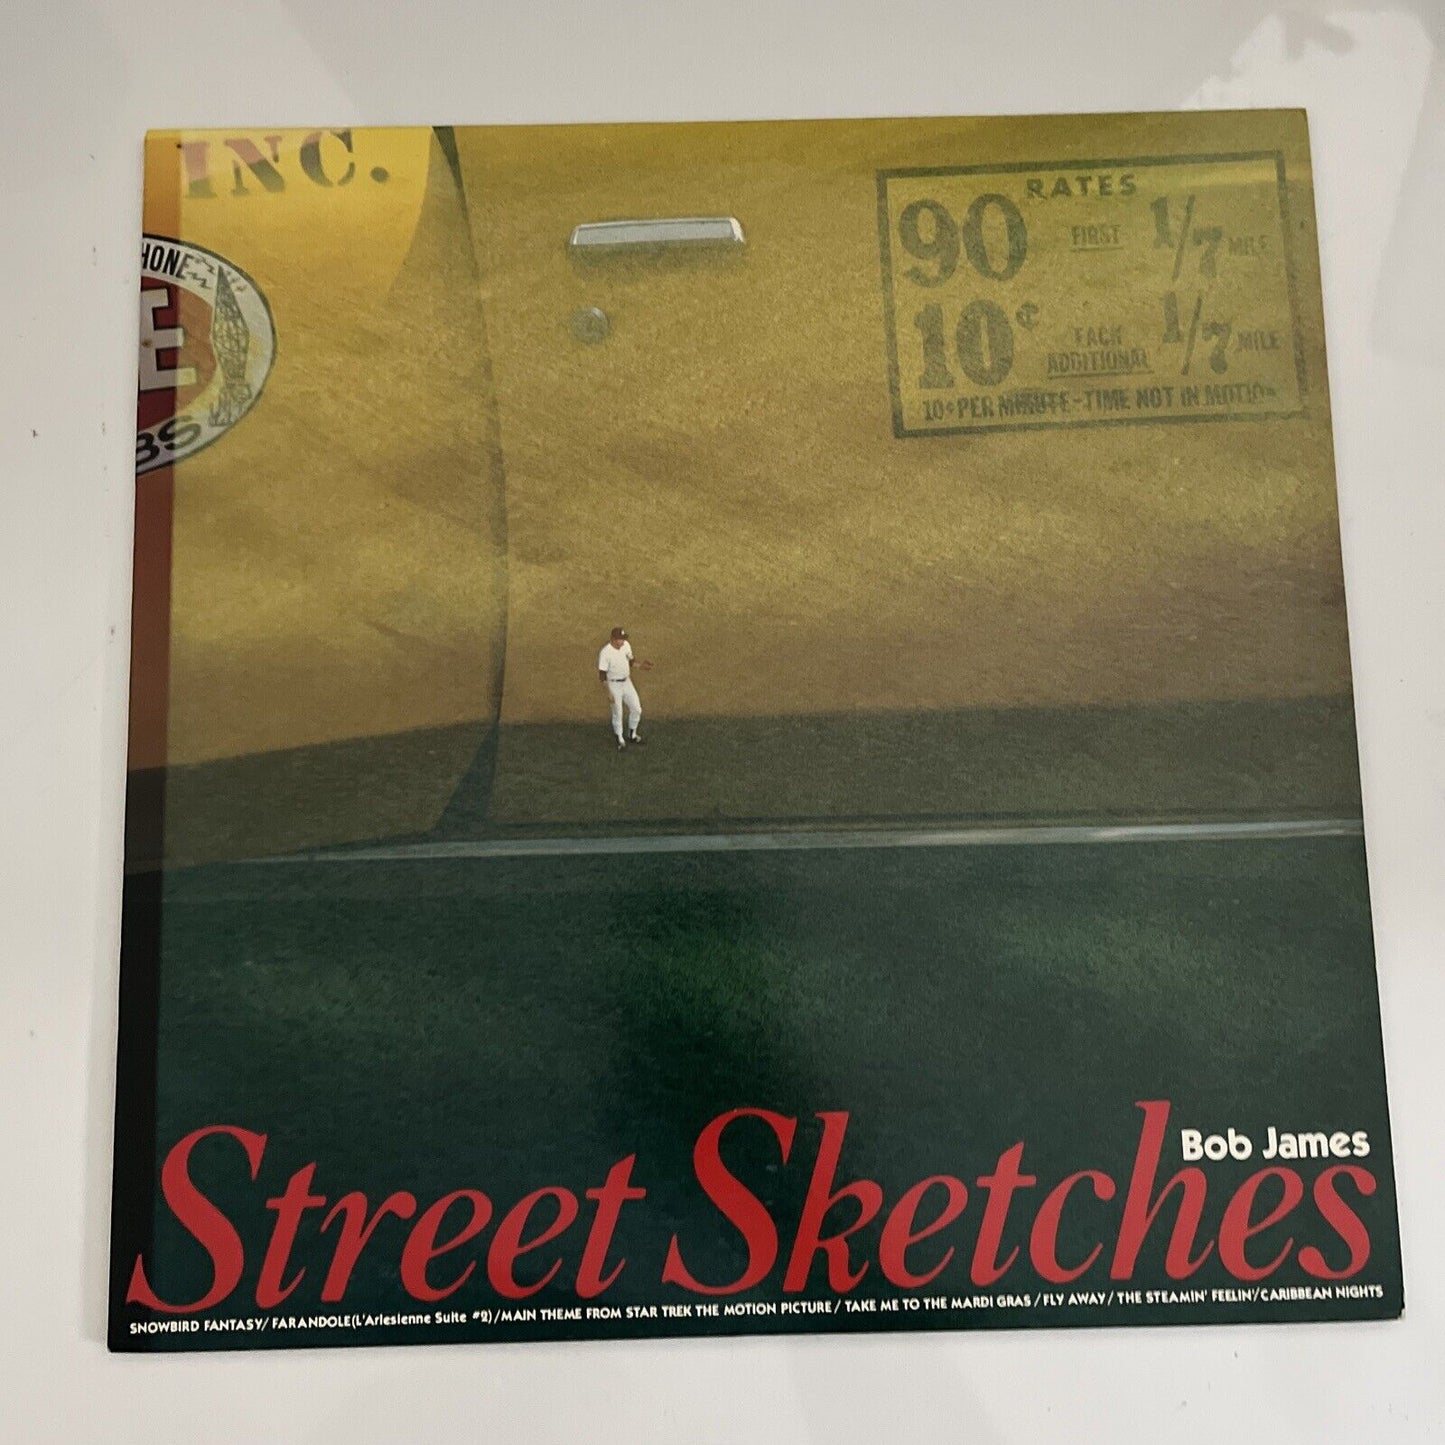 INC.
HONE
E
BS
RATES
90 FIRST 1/7 MILE
10¢ EACH ADDITIONAL 1/7 MILE
10¢ PER MINUTE-TIME NOT IN MOTION
Bob James
Street Sketches
SNOWBIRD FANTASY/ FARANDOLE(L'Arlesienne Suite #2)/MAIN THEME FROM STAR TREK THE MOTION PICTURE/ TAKE ME TO THE MARDI GRAS/FLY AWAY/ THE STEAMIN' FEELIN'/CARIBBEAN NIGHTS